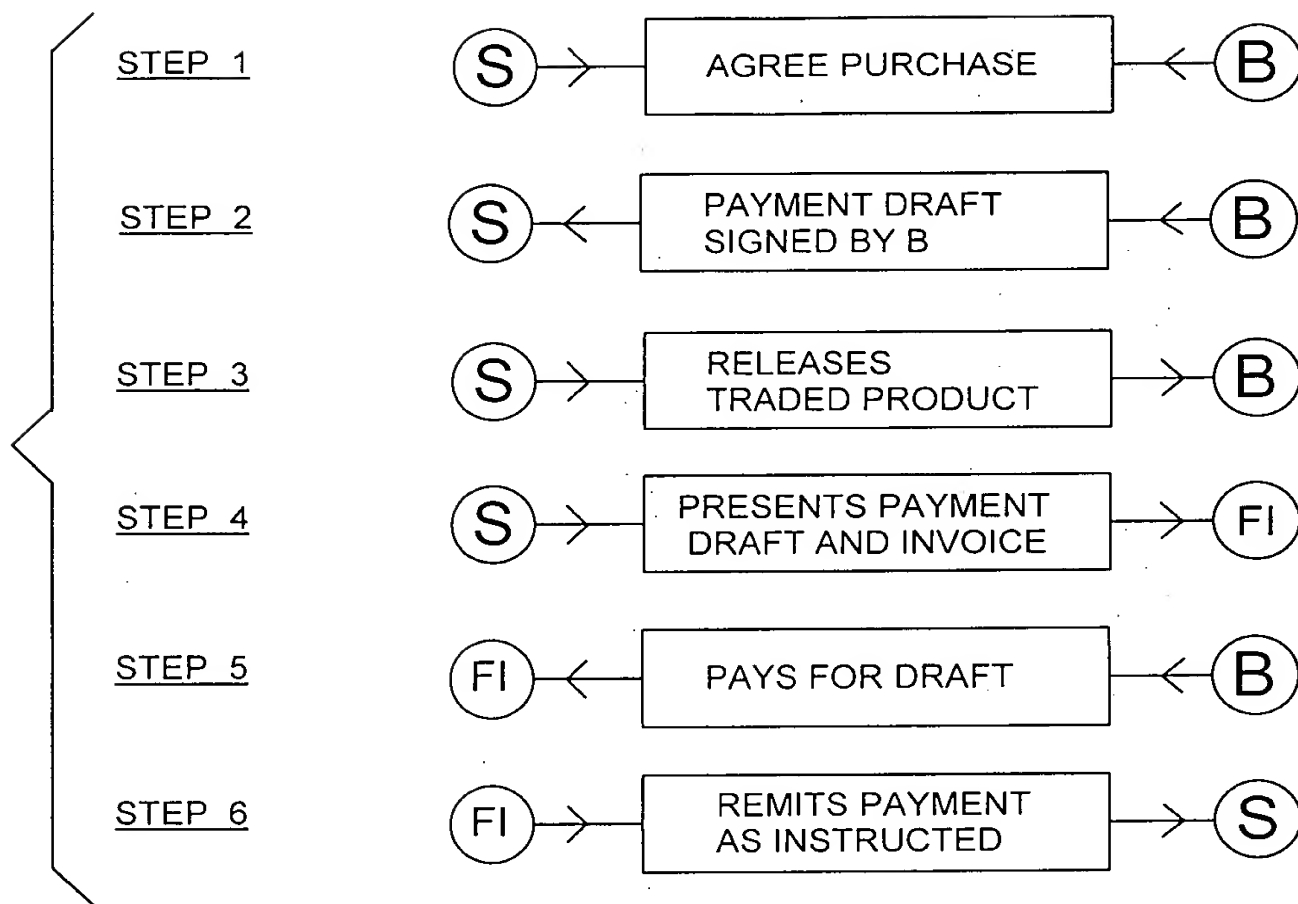 STEP 1
S
AGREE PURCHASE
B
STEP 2
S
PAYMENT DRAFT
SIGNED BY B
B
STEP 3
S
RELEASES
TRADED PRODUCT
B
STEP 4
S
PRESENTS PAYMENT
DRAFT AND INVOICE
FI
STEP 5
FI
PAYS FOR DRAFT
B
STEP 6
FI
REMITS PAYMENT
AS INSTRUCTED
S